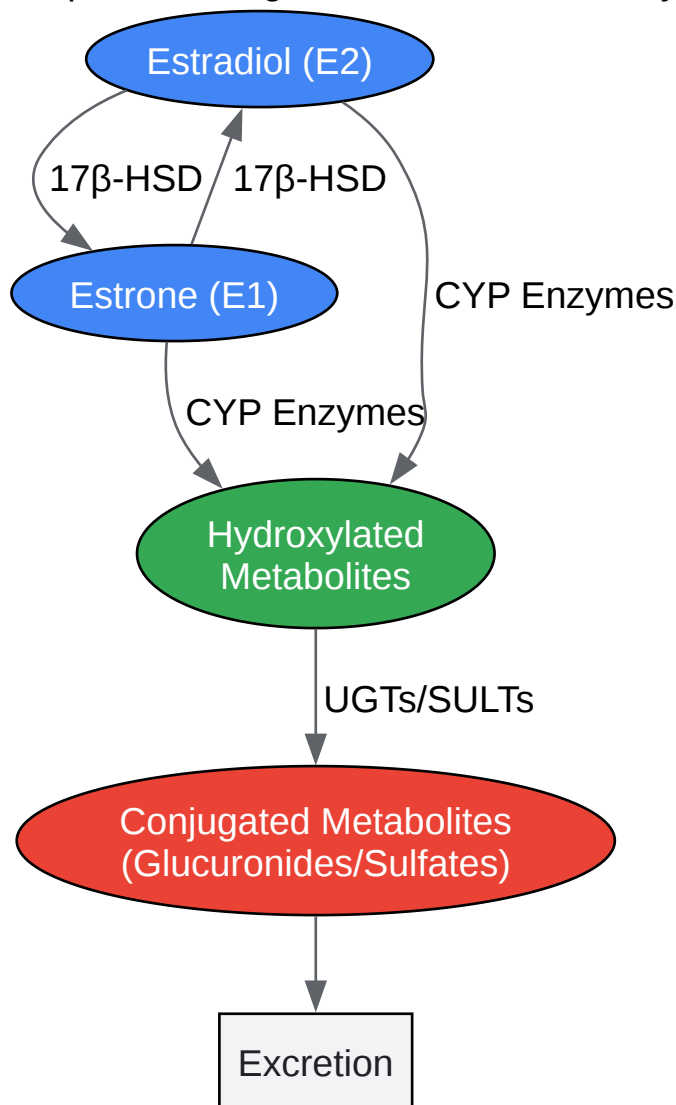 Estradiol (E2)
17β-HSD
17β-HSD
Estrone (E1)
CYP Enzymes
CYP Enzymes
Hydroxylated
Metabolites
UGTs/SULTs
Conjugated Metabolites
(Glucuronides/Sulfates)
Excretion